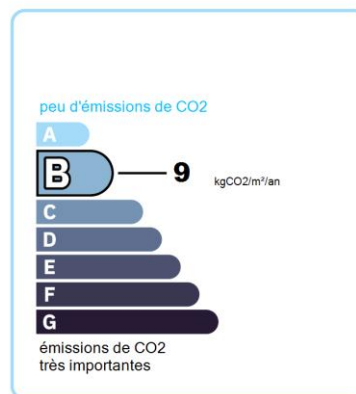 peu d'émissions de CO2
A
B 9 kgCO2/m²/an
C
D
E
F
G
émissions de CO2
très importantes